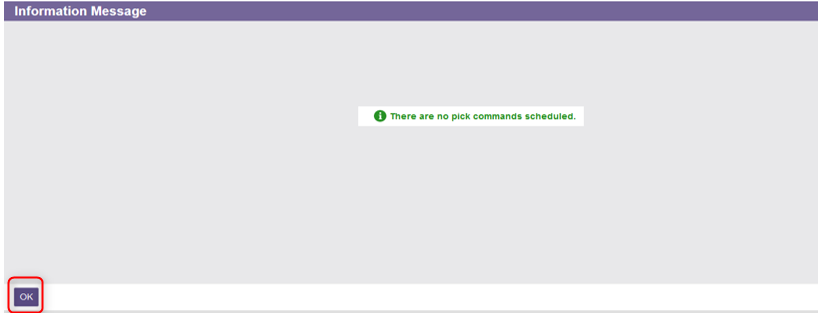 Information Message
There are no pick commands scheduled.
OK